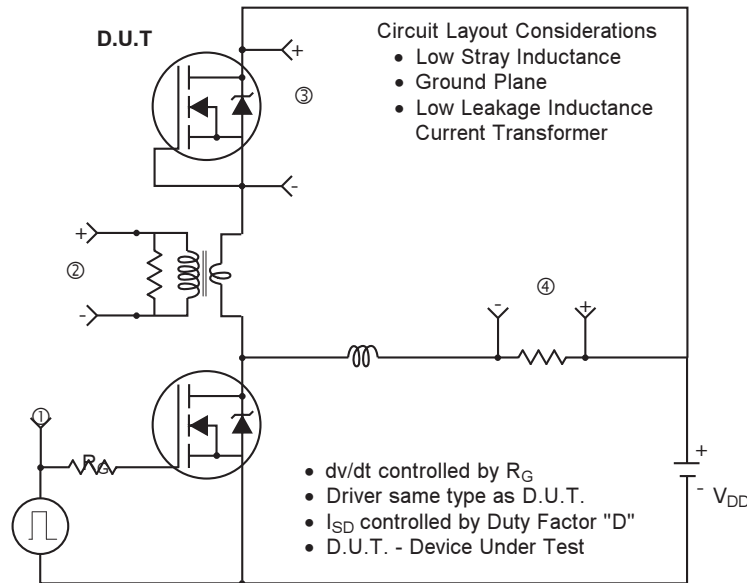 D.U.T
Circuit Layout Considerations
• Low Stray Inductance
• Ground Plane
• Low Leakage Inductance
Current Transformer
+
③
-
+
②
-
④
-
+
①
RG
+
-
VDD
• dv/dt controlled by RG
• Driver same type as D.U.T.
• ISD controlled by Duty Factor "D"
• D.U.T. - Device Under Test